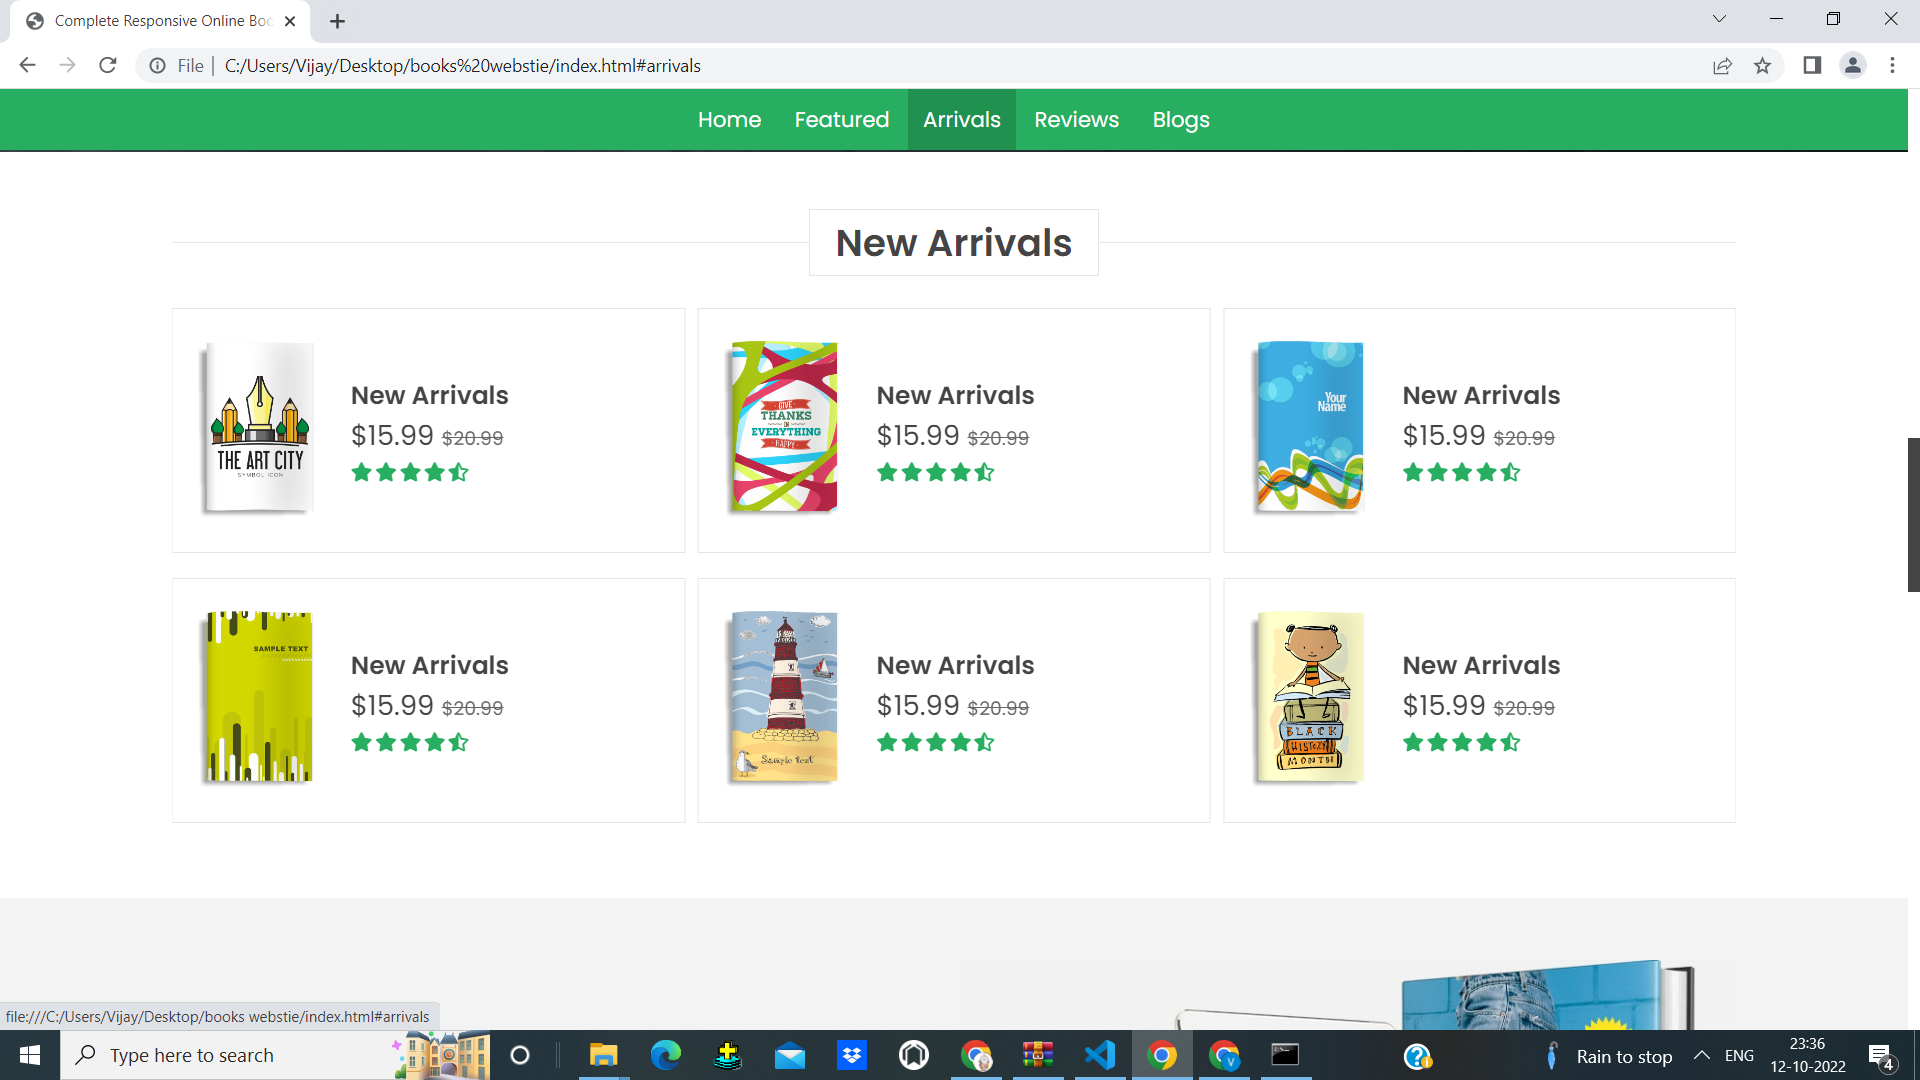 Complete Responsive Online Boo
File
C:/Users/Vijay/Desktop/books%20webstie/index.html#arrivals
Home Featured Arrivals Reviews Blogs
New Arrivals
THE ART CITY
SYMBOL ICON
New Arrivals
$15.99 $20.99
GIVE
THANKS
IN
EVERYTHING
HAPPY
New Arrivals
$15.99 $20.99
Your
Name
New Arrivals
$15.99 $20.99
SAMPLE TEXT
New Arrivals
$15.99 $20.99
Sample text
New Arrivals
$15.99 $20.99
BLACK
HISTORY
MONTH
New Arrivals
$15.99 $20.99
file:///C:/Users/Vijay/Desktop/books webstie/index.html#arrivals
Type here to search
V
Rain to stop
ENG
23:36
12-10-2022
4